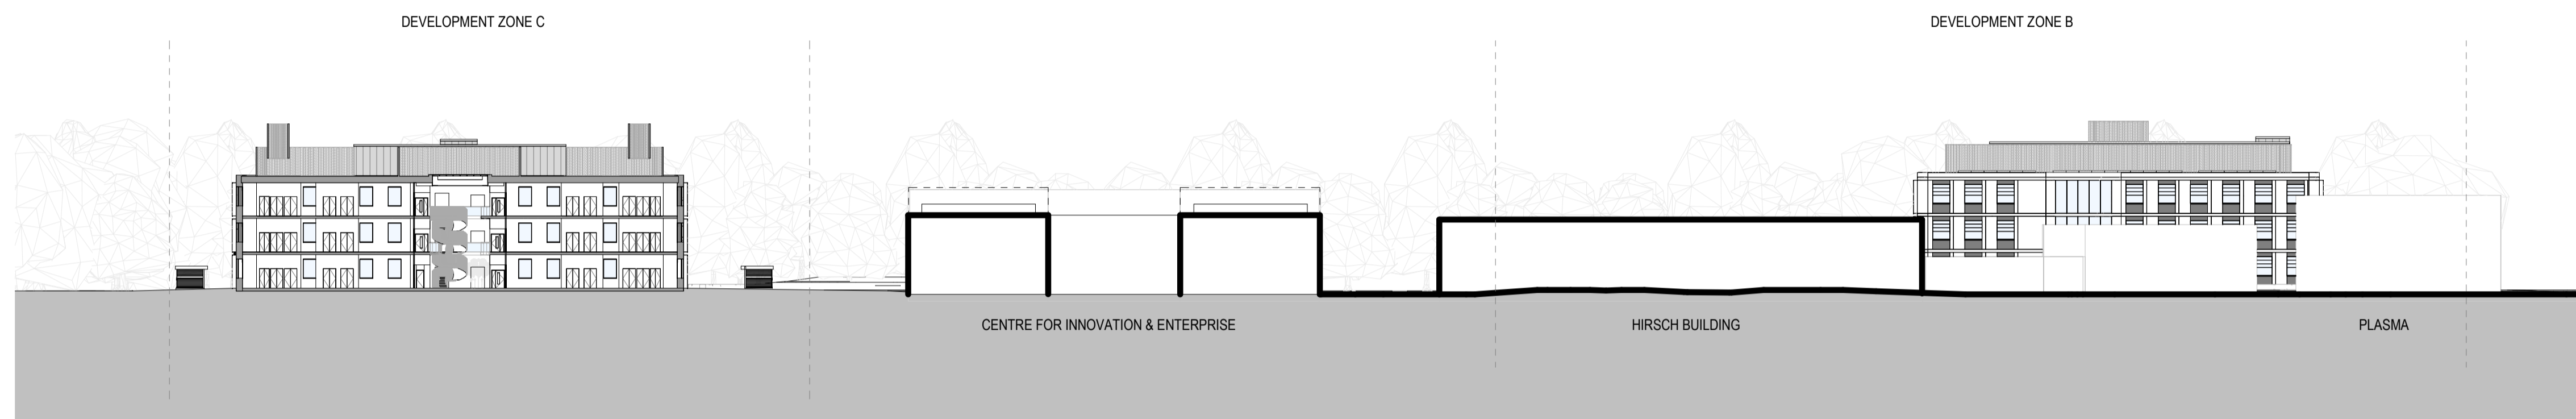 DEVELOPMENT ZONE C
DEVELOPMENT ZONE B
CENTRE FOR INNOVATION & ENTERPRISE
HIRSCH BUILDING
PLASMA